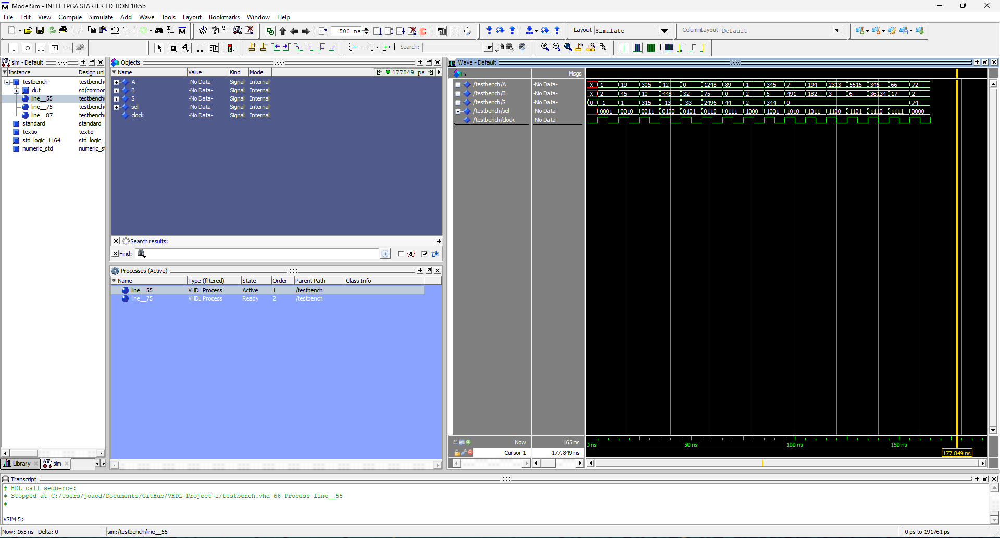 ModelSim - INTEL FPGA STARTER EDITION 10.5b
File Edit View Compile Simulate Add Wave Tools Layout Bookmarks Window Help
500 ns
Layout Simulate
ColumnLayout Default
Search:
sim - Default
Instance Design uni
testbench testbench
dut sd(compor
line__55 testbench
line__75 testbench
line__87 testbench
standard standard
textio textio
std_logic_1164 std_logic_
numeric_std numeric_s
Library sim
Objects
Name Value Kind Mode
177849 ps
A -No Data- Signal Internal
B -No Data- Signal Internal
S -No Data- Signal Internal
sel -No Data- Signal Internal
clock -No Data- Signal Internal
Search results:
Find:
{a}
Processes (Active)
Name Type (filtered) State Order Parent Path Class Info
line__55 VHDL Process Active 1 /testbench
line__75 VHDL Process Ready 2 /testbench
Wave - Default
Msgs
/testbench/A -No Data- X 1 19 305 12 0 1248 89 1 345 7 194 2313 5616 346 66 72
/testbench/B -No Data- X 2 45 10 448 32 75 0 2 6 491 182... 3 6 36134 17 2
/testbench/S -No Data- 0 -1 1 315 -13 -33 2496 44 2 344 0 74
/testbench/sel -No Data- 0001 0010 0011 0100 0101 0110 0111 1000 1001 1010 1011 1100 1101 1110 1111 0000
/testbench/clock -No Data-
Now 165 ns
ns 50 ns 100 ns 150 ns
Cursor 1 177.849 ns
177.849 ns
Transcript
# HDL call sequence:
# Stopped at C:/Users/joaod/Documents/GitHub/VHDL-Project-1/testbench.vhd 66 Process line__55
#
VSIM 5>
Now: 165 ns Delta: 0
sim:/testbench/line__55
0 ps to 191761 ps